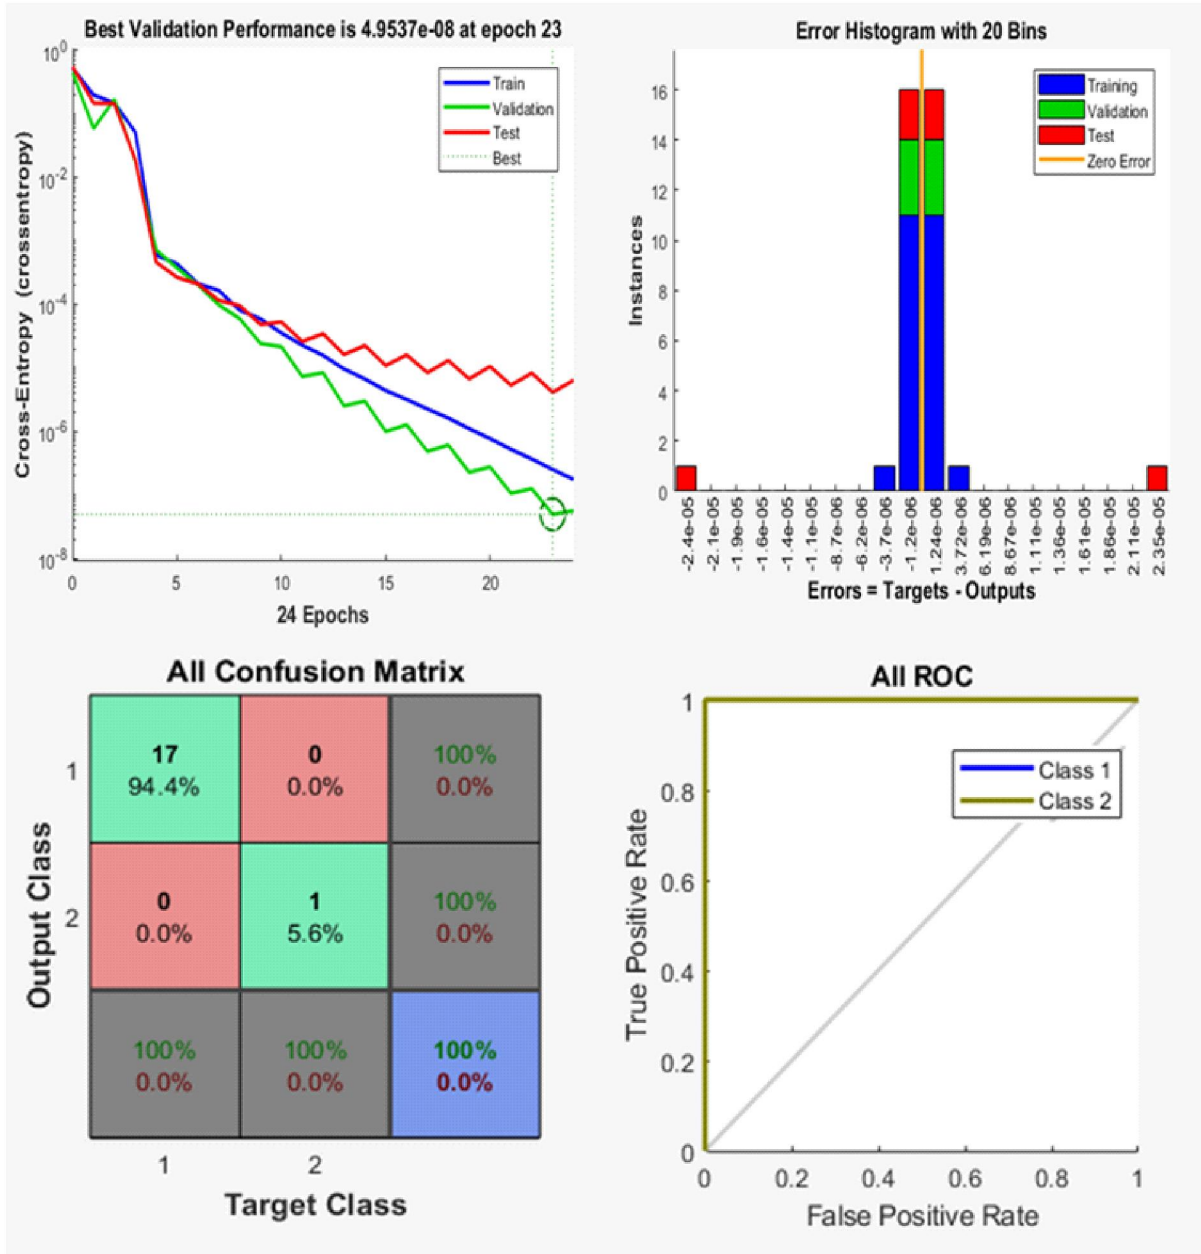 Best Validation Performance is 4.9537e-08 at epoch 23
Cross-Entropy (crossentropy)
10^0
10^-2
10^-4
10^-6
10^-8
Train
Validation
Test
Best
0 5 10 15 20
24 Epochs
Error Histogram with 20 Bins
Instances
16
14
12
10
8
6
4
2
0
Training
Validation
Test
Zero Error
-2.4e-05
-2.1e-05
-1.9e-05
-1.6e-05
-1.4e-05
-1.1e-05
-8.7e-06
-6.2e-06
-3.7e-06
-1.2e-06
1.24e-06
3.72e-06
6.19e-06
8.67e-06
1.11e-05
1.36e-05
1.61e-05
1.86e-05
2.11e-05
2.35e-05
Errors = Targets - Outputs
All Confusion Matrix
Output Class
1
17
94.4%
0
0.0%
100%
0.0%
2
0
0.0%
1
5.6%
100%
0.0%
100%
0.0%
100%
0.0%
100%
0.0%
1 2
Target Class
All ROC
True Positive Rate
1
0.8
0.6
0.4
0.2
0
Class 1
Class 2
0 0.2 0.4 0.6 0.8 1
False Positive Rate